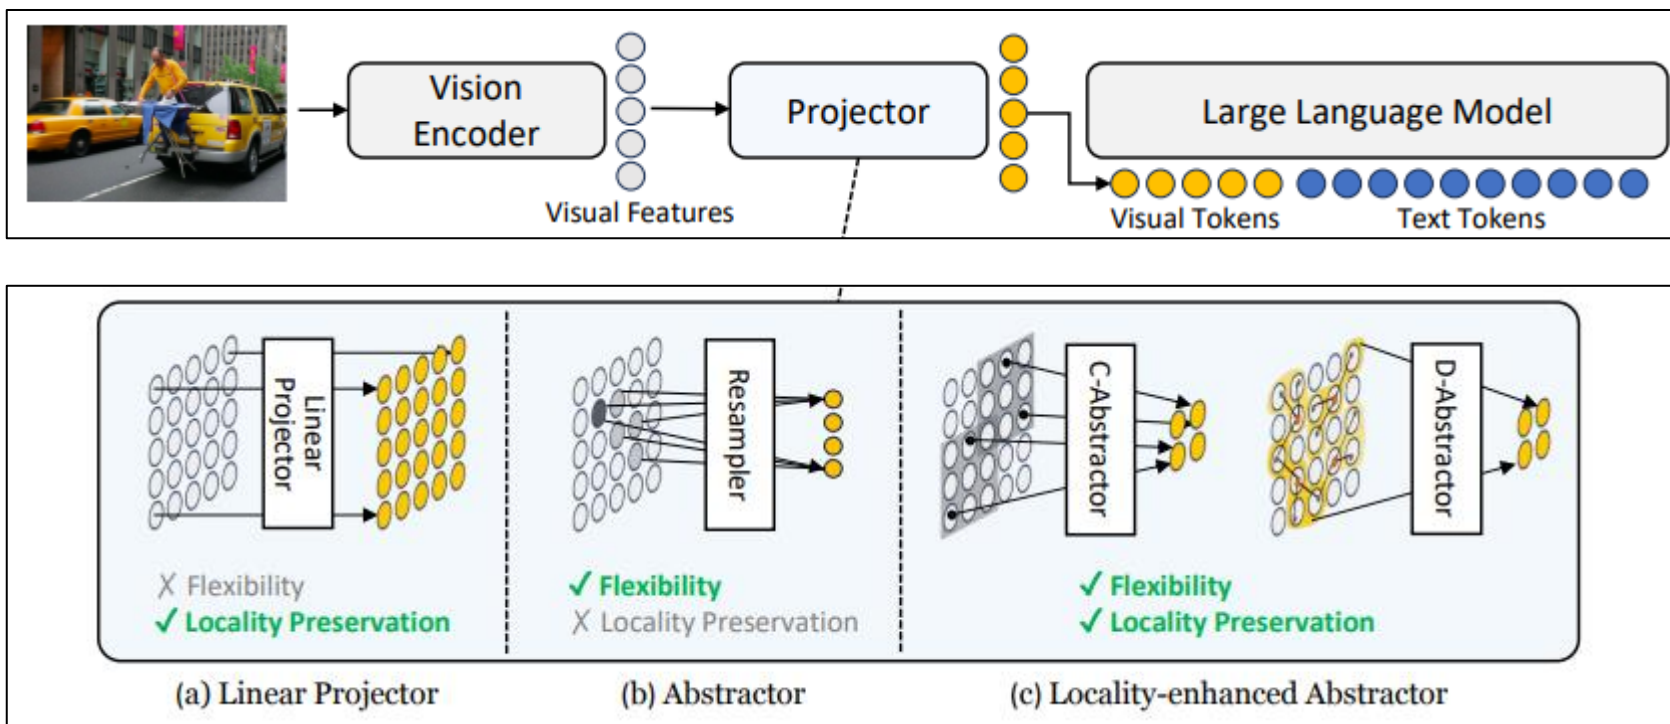 Vision
Encoder
Projector
Large Language Model
Visual Features
Visual Tokens
Text Tokens
Linear
Projector
Resampler
C-Abstractor
D-Abstractor
✗ Flexibility
✓ Locality Preservation
✓ Flexibility
✗ Locality Preservation
✓ Flexibility
✓ Locality Preservation
(a) Linear Projector
(b) Abstractor
(c) Locality-enhanced Abstractor